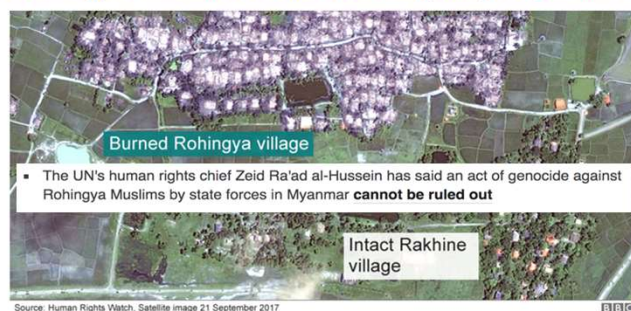 Burned Rohingya village
▪ The UN's human rights chief Zeid Ra'ad al-Hussein has said an act of genocide against
Rohingya Muslims by state forces in Myanmar cannot be ruled out
Intact Rakhine
village
Source: Human Rights Watch, Satellite image 21 September 2017
BBC